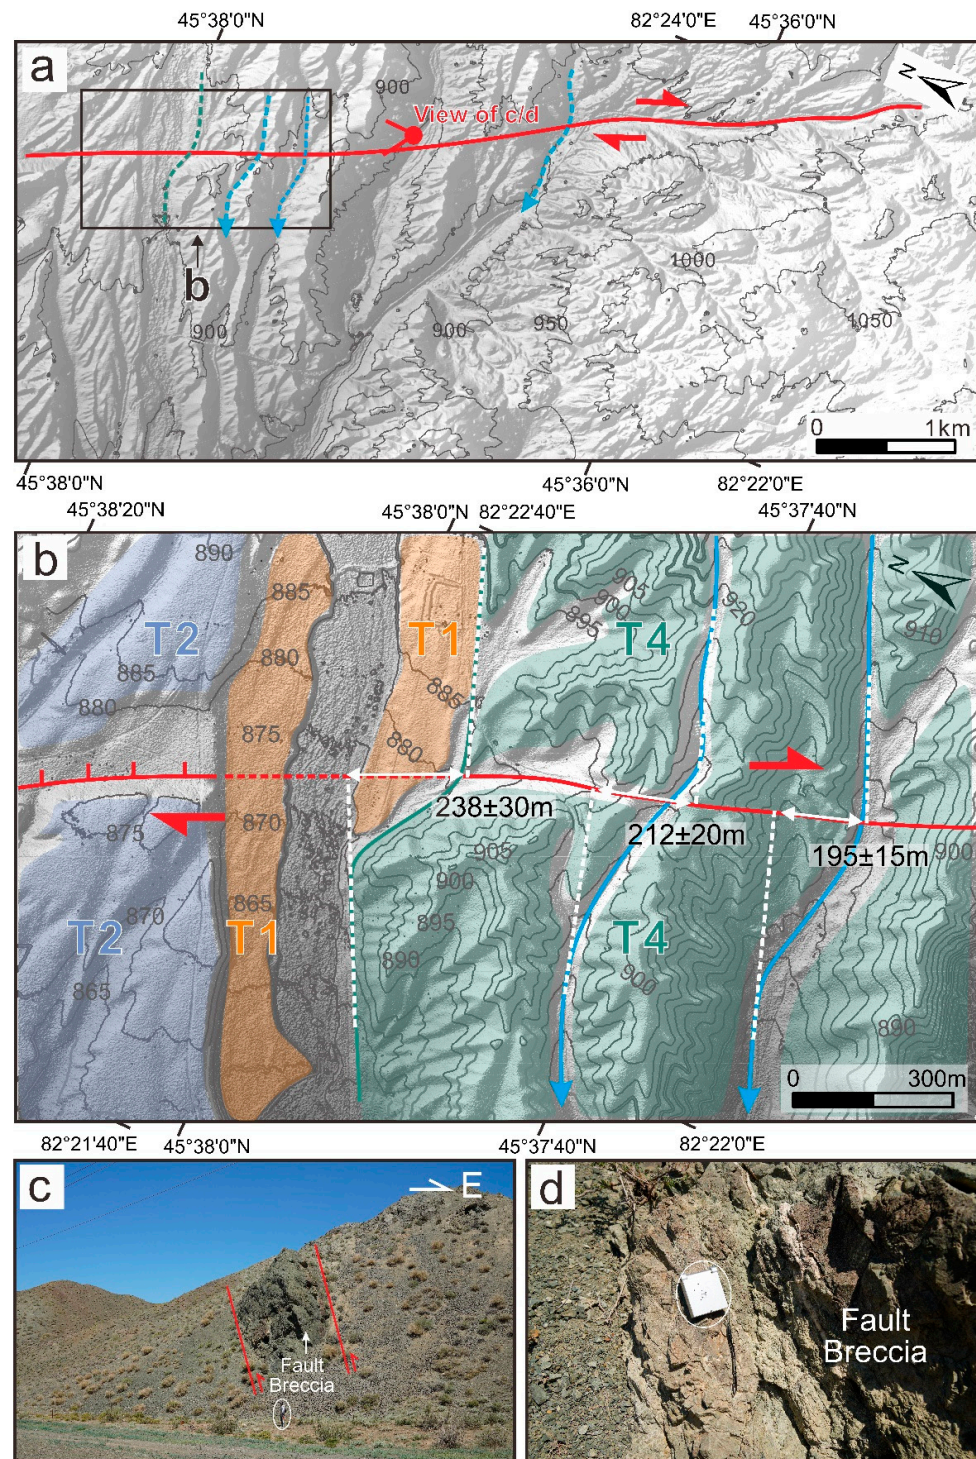 45°38'0"N 82°24'0"E 45°36'0"N
a
N
900
View of c/d
b
1000
900
900
950
1050
0 1km
45°38'0"N 45°36'0"N 82°22'0"E
45°38'20"N 45°38'0"N 82°22'40"E 45°37'40"N
b
N
890
885
905
900
895
920
910
T2
T1
T4
885
880
880
885
875
880
238±30m
212±20m
195±15m
875
870
905
900
900
865
895
870
T2
T1
T4
890
900
865
890
0 300m
82°21'40"E 45°38'0"N 45°37'40"N 82°22'0"E
c
E
Fault
Breccia
d
Fault
Breccia